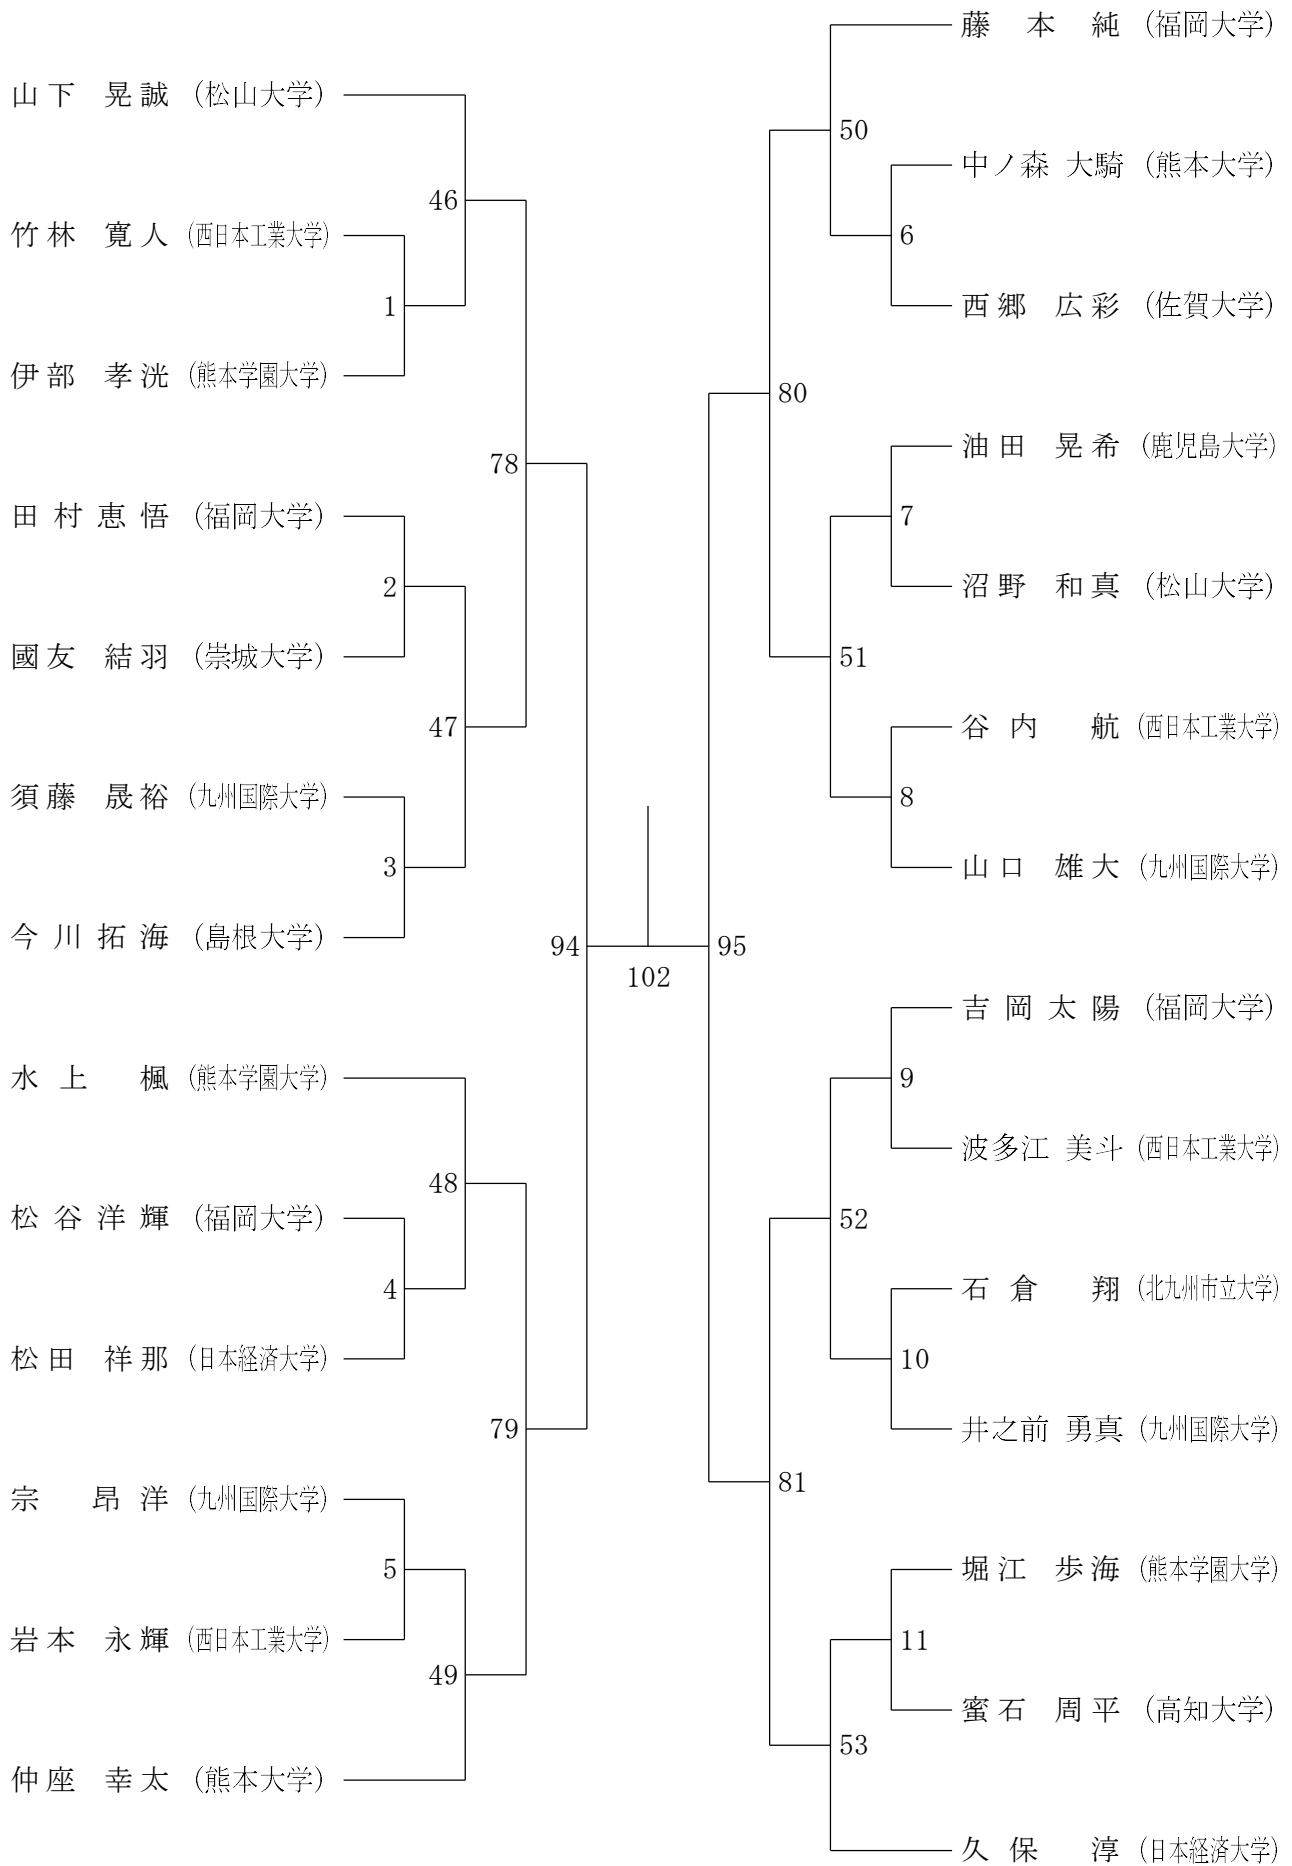 山下 晃誠 (松山大学)
46
竹林 寛人 (西日本工業大学)
1
伊部 孝洸 (熊本学園大学)
78
田村恵悟 (福岡大学)
2
國友 結羽 (崇城大学)
47
須藤 晟裕 (九州国際大学)
3
今川拓海 (島根大学)
94
水上 楓 (熊本学園大学)
48
松谷洋輝 (福岡大学)
4
松田 祥那 (日本経済大学)
79
宗 昂洋 (九州国際大学)
5
岩本 永輝 (西日本工業大学)
49
仲座 幸太 (熊本大学)
102
藤本 純 (福岡大学)
50
中ノ森 大騎 (熊本大学)
6
西郷 広彩 (佐賀大学)
80
油田 晃希 (鹿児島大学)
7
沼野 和真 (松山大学)
51
谷内 航 (西日本工業大学)
8
山口 雄大 (九州国際大学)
95
吉岡太陽 (福岡大学)
9
波多江 美斗 (西日本工業大学)
52
石倉 翔 (北九州市立大学)
10
井之前 勇真 (九州国際大学)
81
堀江 歩海 (熊本学園大学)
11
蜜石 周平 (高知大学)
53
久保 淳 (日本経済大学)